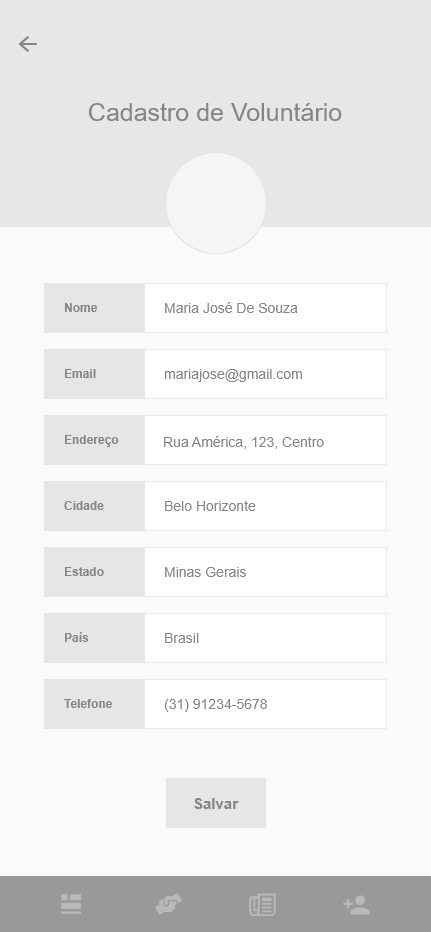 Cadastro de Voluntário
Nome Maria José De Souza
Email mariajose@gmail.com
Endereço Rua América, 123, Centro
Cidade Belo Horizonte
Estado Minas Gerais
País Brasil
Telefone (31) 91234-5678
Salvar